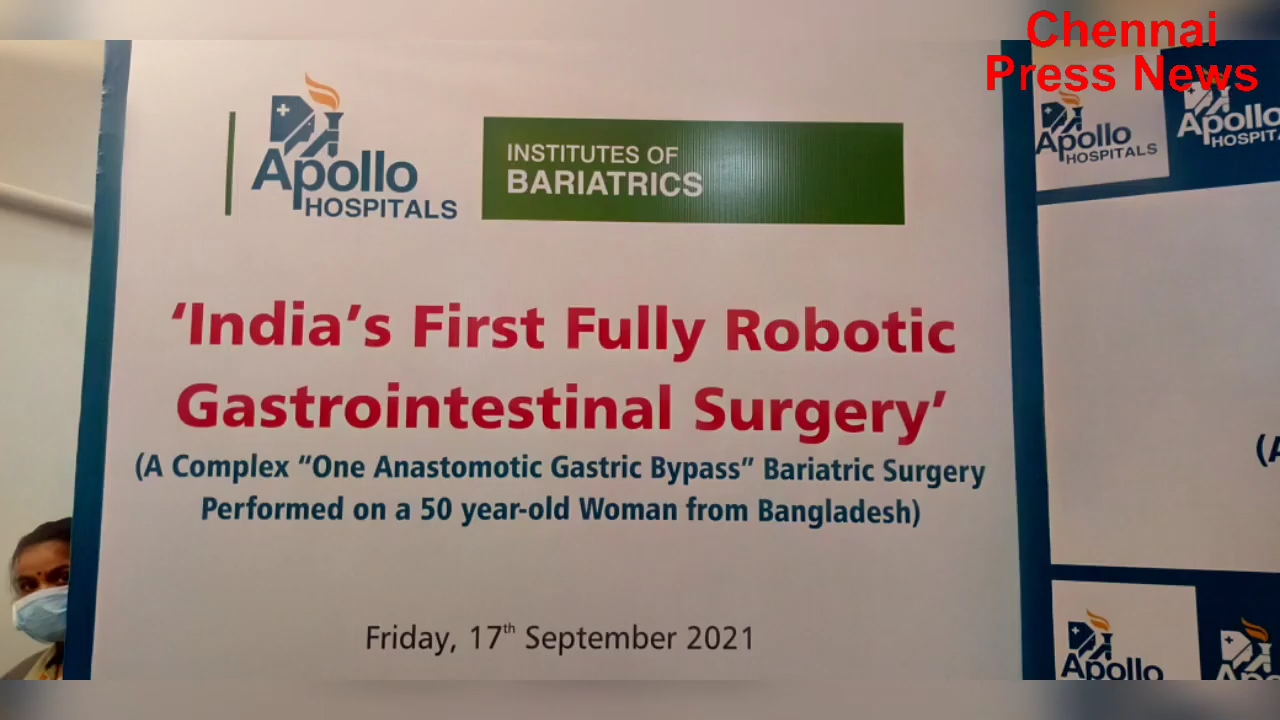 Chennai
Press News
Apollo
HOSPITALS
INSTITUTES OF
BARIATRICS
‘India’s First Fully Robotic
Gastrointestinal Surgery’
(A Complex “One Anastomotic Gastric Bypass” Bariatric Surgery
Performed on a 50 year-old Woman from Bangladesh)
Friday, 17th September 2021
Apollo
HOSPITALS
Apollo
Apollo